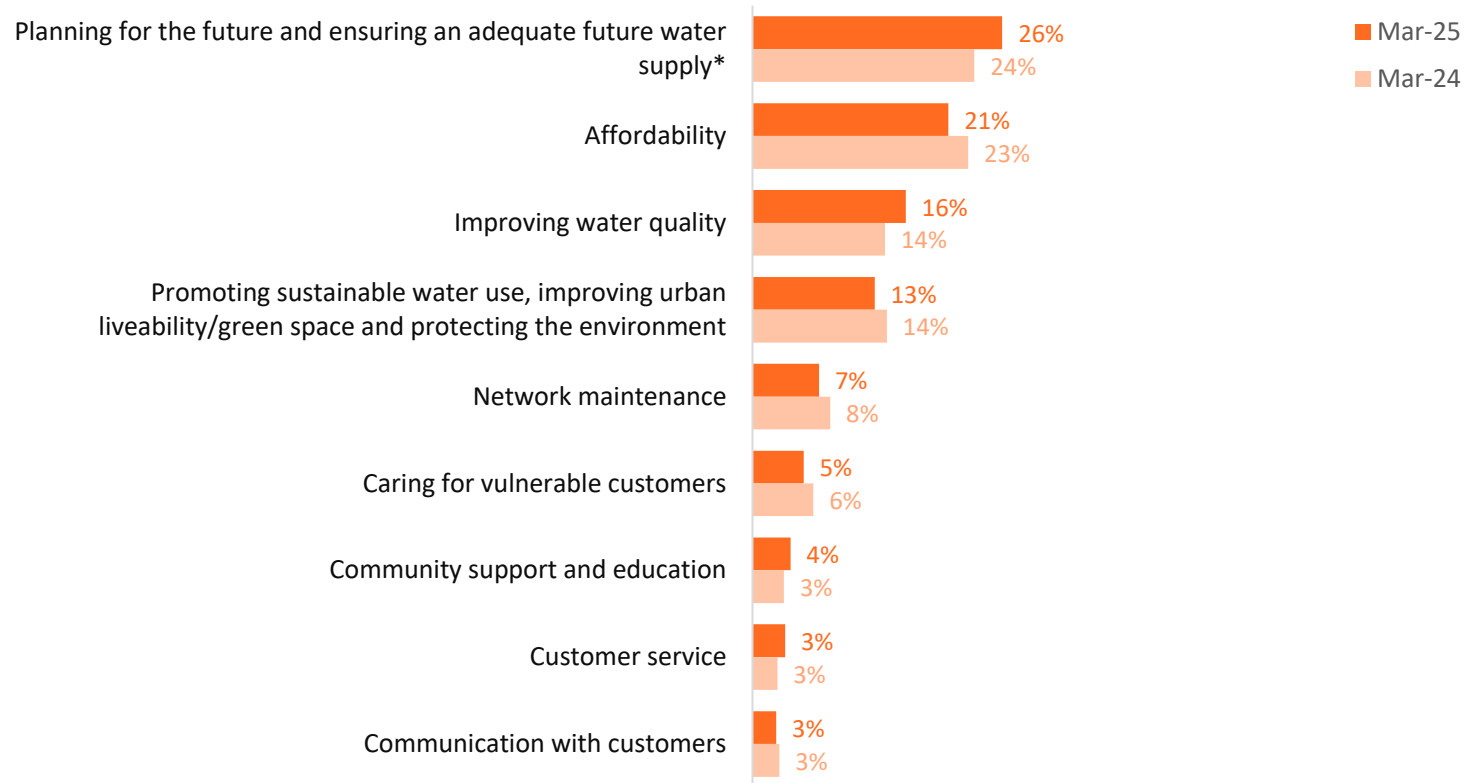 Planning for the future and ensuring an adequate future water
supply*
26%
24%
Mar-25
Mar-24
Affordability
21%
23%
Improving water quality
16%
14%
Promoting sustainable water use, improving urban
liveability/green space and protecting the environment
13%
14%
Network maintenance
7%
8%
Caring for vulnerable customers
5%
6%
Community support and education
4%
3%
Customer service
3%
3%
Communication with customers
3%
3%